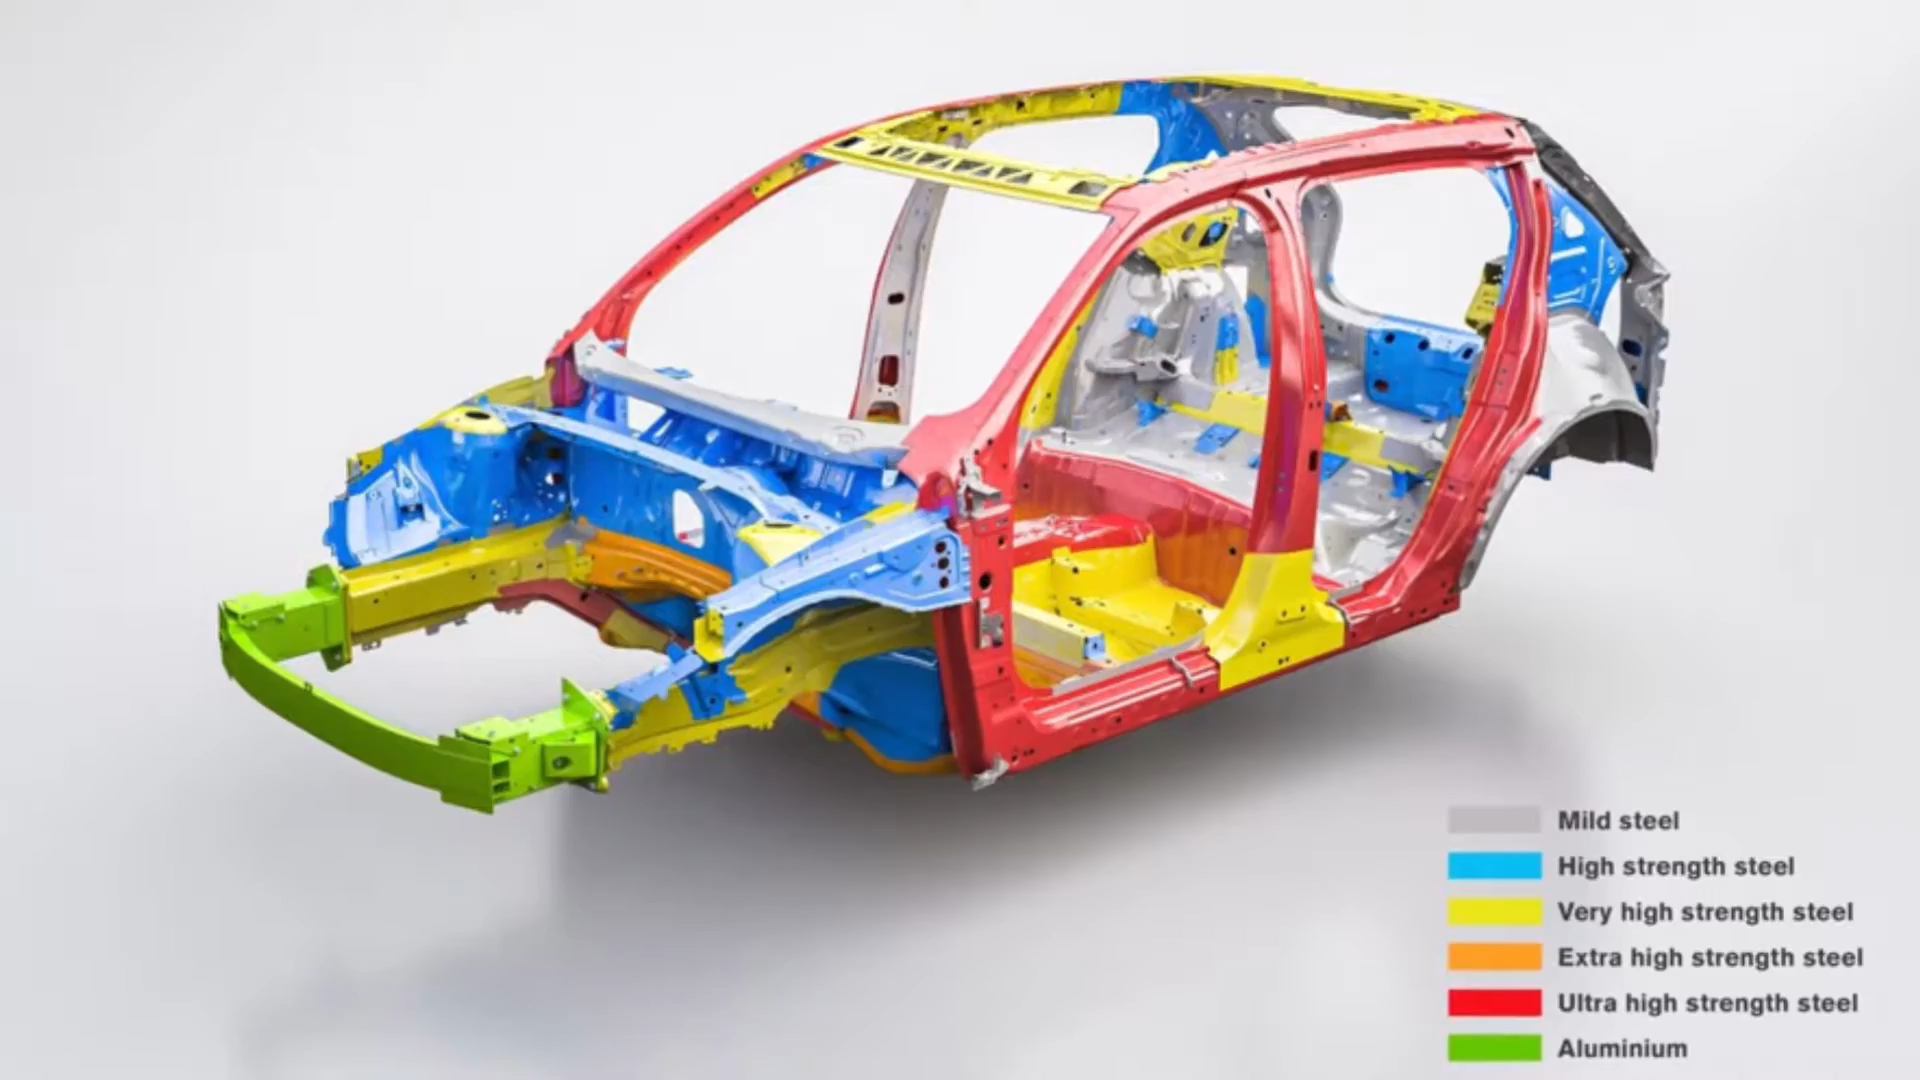 Mild steel
High strength steel
Very high strength steel
Extra high strength steel
Ultra high strength steel
Aluminium